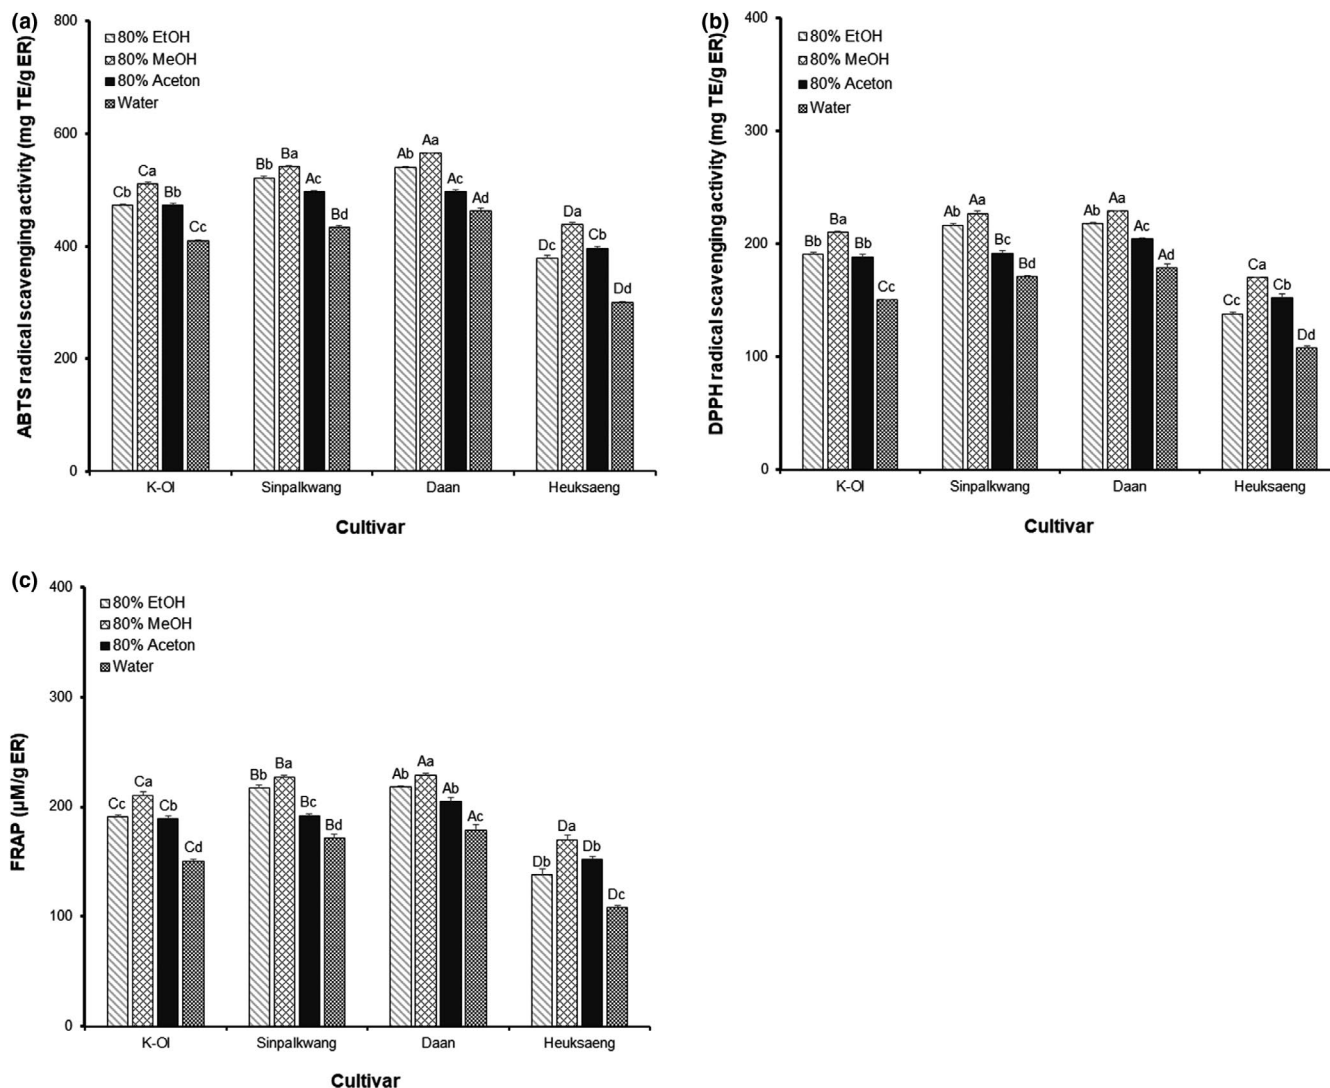 (a)
ABTS radical scavenging activity (mg TE/g ER)
800
600
400
200
0
80% EtOH
80% MeOH
80% Aceton
Water
Cb Ca Bb Cc
Bb Ba Ac Bd
Ab Aa Ac Ad
Dc Da Cb Dd
K-Ol Sinpalkwang Daan Heuksaeng
Cultivar
(b)
DPPH radical scavenging activity (mg TE/g ER)
400
300
200
100
0
80% EtOH
80% MeOH
80% Aceton
Water
Bb Ba Bb Cc
Ab Aa Bc Bd
Ab Aa Ac Ad
Cc Ca Cb Dd
K-Ol Sinpalkwang Daan Heuksaeng
Cultivar
(c)
FRAP (µM/g ER)
400
300
200
100
0
80% EtOH
80% MeOH
80% Aceton
Water
Cc Ca Cb Cd
Bb Ba Bc Bd
Ab Aa Ab Ac
Db Da Db Dc
K-Ol Sinpalkwang Daan Heuksaeng
Cultivar